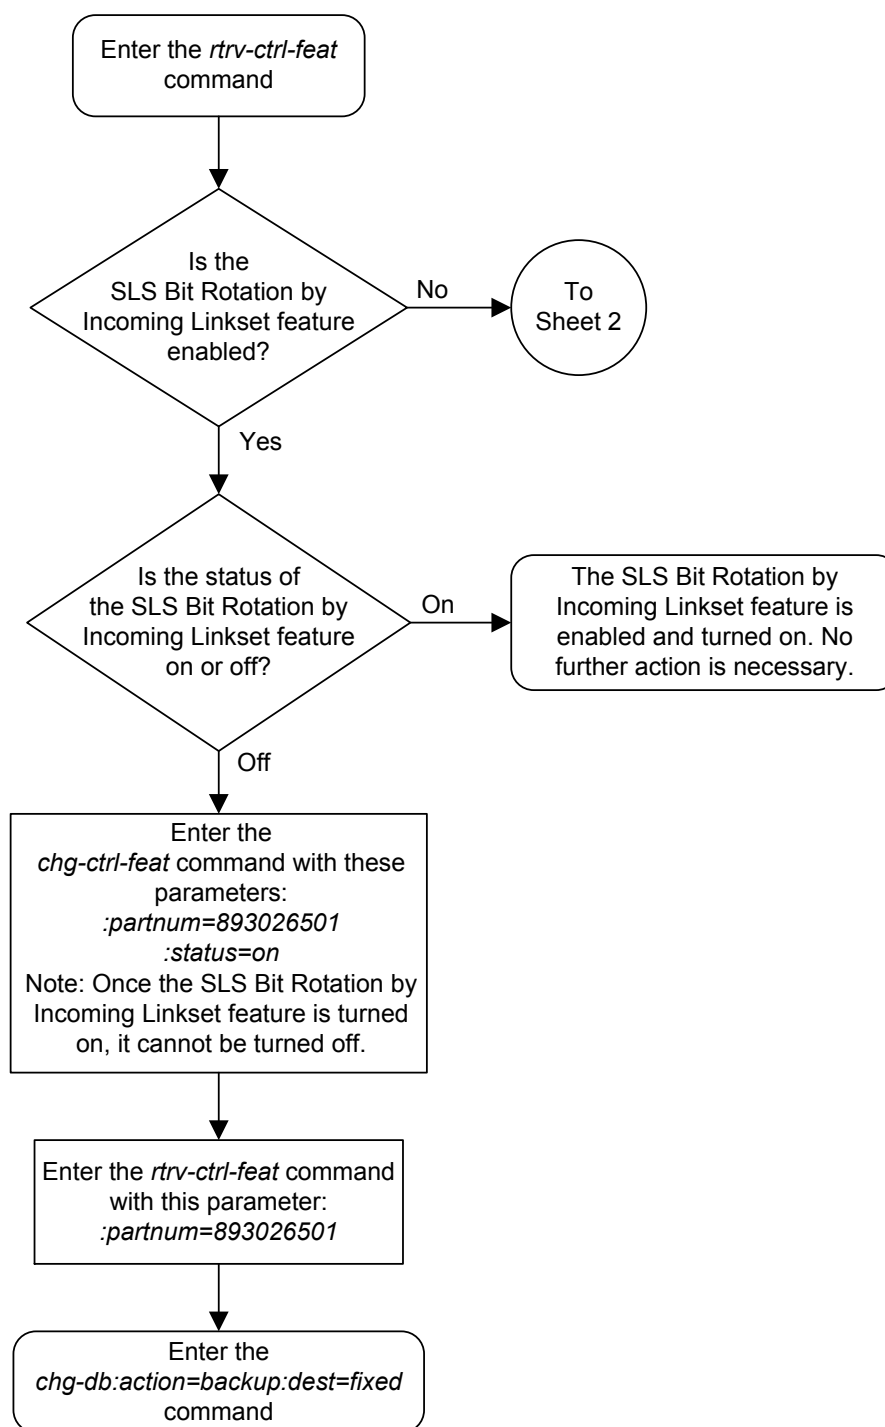 Enter the rtrv-ctrl-feat
command
Is the
SLS Bit Rotation by
Incoming Linkset feature
enabled?
No
To
Sheet 2
Yes
Is the status of
the SLS Bit Rotation by
Incoming Linkset feature
on or off?
On
The SLS Bit Rotation by
Incoming Linkset feature is
enabled and turned on. No
further action is necessary.
Off
Enter the
chg-ctrl-feat command with these
parameters:
:partnum=893026501
:status=on
Note: Once the SLS Bit Rotation by
Incoming Linkset feature is turned
on, it cannot be turned off.
Enter the rtrv-ctrl-feat command
with this parameter:
:partnum=893026501
Enter the
chg-db:action=backup:dest=fixed
command